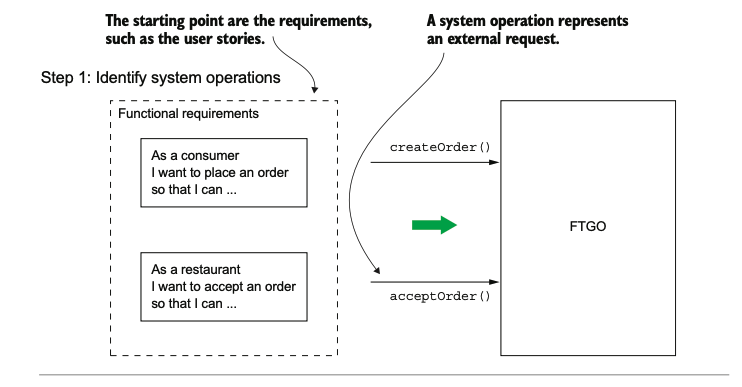 The starting point are the requirements,
such as the user stories.
A system operation represents
an external request.
Step 1: Identify system operations
Functional requirements
As a consumer
I want to place an order
so that I can ...
As a restaurant
I want to accept an order
so that I can ...
createOrder()
acceptOrder()
FTGO